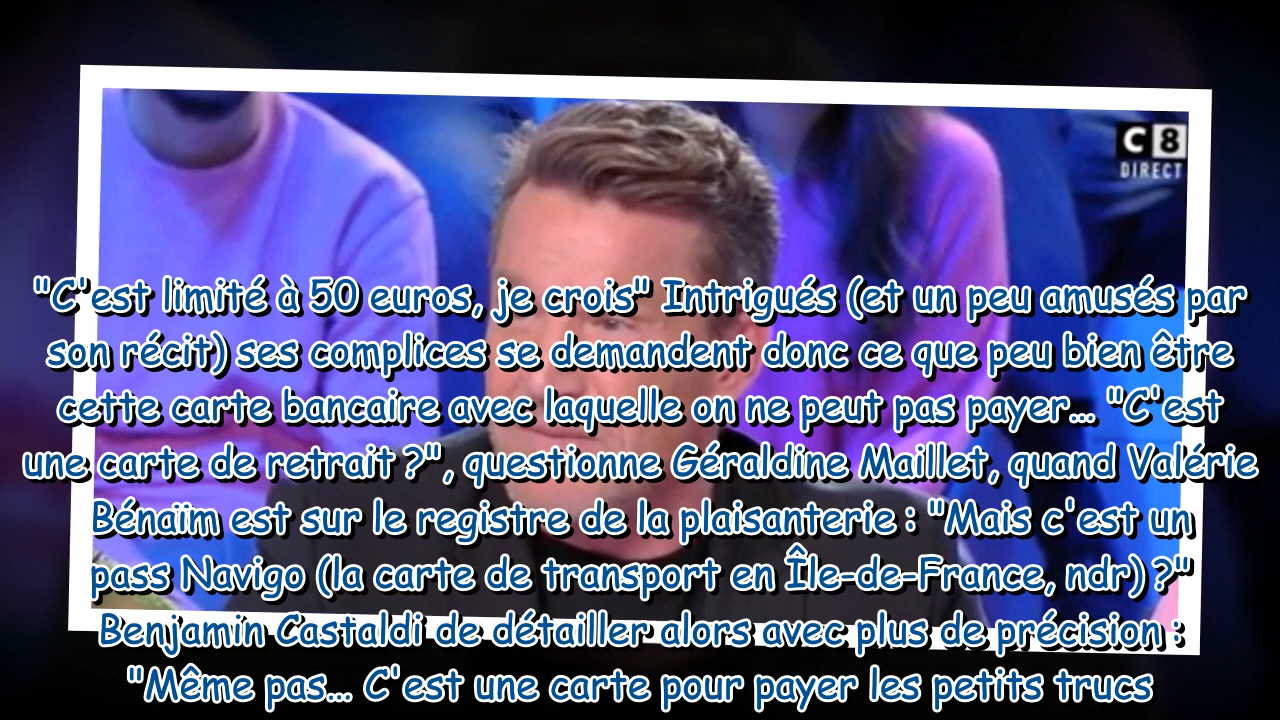 C8
DIRECT
"C'est limité à 50 euros, je crois" Intrigués (et un peu amusés par
son récit) ses complices se demandent donc ce que peu bien être
cette carte bancaire avec laquelle on ne peut pas payer... "C'est
une carte de retrait ?", questionne Géraldine Maillet, quand Valérie
Bénaïm est sur le registre de la plaisanterie : "Mais c'est un
pass Navigo (la carte de transport en Île-de-France, ndr) ?"
Benjamin Castaldi de détailler alors avec plus de précision :
"Même pas... C'est une carte pour payer les petits trucs